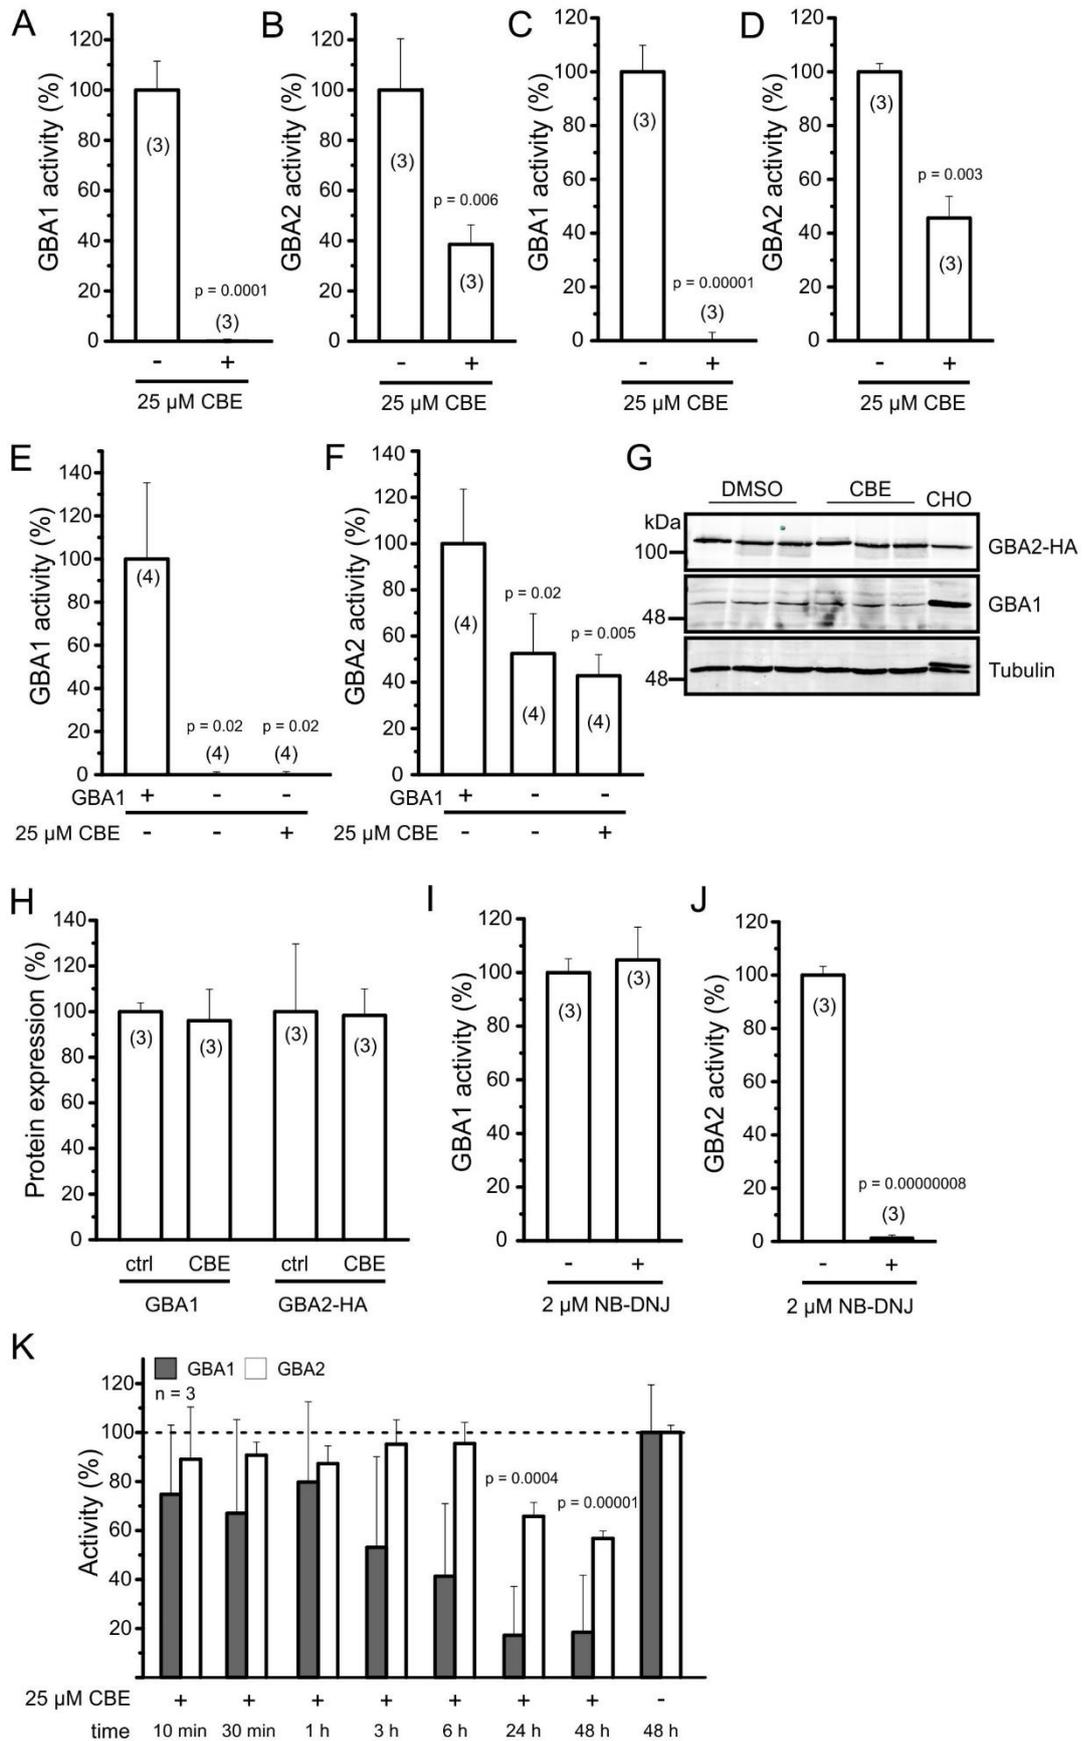 A
B
C
D
GBA1 activity (%)
120
100
80
60
40
20
0
(3)
p = 0.0001
(3)
-
+
25 µM CBE
GBA2 activity (%)
120
100
80
60
40
20
0
(3)
p = 0.006
(3)
-
+
25 µM CBE
GBA1 activity (%)
120
100
80
60
40
20
0
(3)
p = 0.00001
(3)
-
+
25 µM CBE
GBA2 activity (%)
120
100
80
60
40
20
0
(3)
p = 0.003
(3)
-
+
25 µM CBE
E
GBA1 activity (%)
140
120
100
80
60
40
20
0
(4)
p = 0.02
p = 0.02
(4)
(4)
GBA1 + - -
25 µM CBE - - +
F
GBA2 activity (%)
140
120
100
80
60
40
20
0
(4)
p = 0.02
(4)
p = 0.005
(4)
GBA1 + - -
25 µM CBE - - +
G
DMSO CBE CHO
kDa
100
GBA2-HA
48
GBA1
48
Tubulin
H
Protein expression (%)
140
120
100
80
60
40
20
0
(3)
(3)
(3)
(3)
ctrl CBE ctrl CBE
GBA1 GBA2-HA
I
GBA1 activity (%)
120
100
80
60
40
20
0
(3)
(3)
-
+
2 µM NB-DNJ
J
GBA2 activity (%)
120
100
80
60
40
20
0
(3)
p = 0.00000008
(3)
-
+
2 µM NB-DNJ
K
GBA1 GBA2
n = 3
Activity (%)
120
100
80
60
40
20
p = 0.0004
p = 0.00001
25 µM CBE + + + + + + + -
time 10 min 30 min 1 h 3 h 6 h 24 h 48 h 48 h